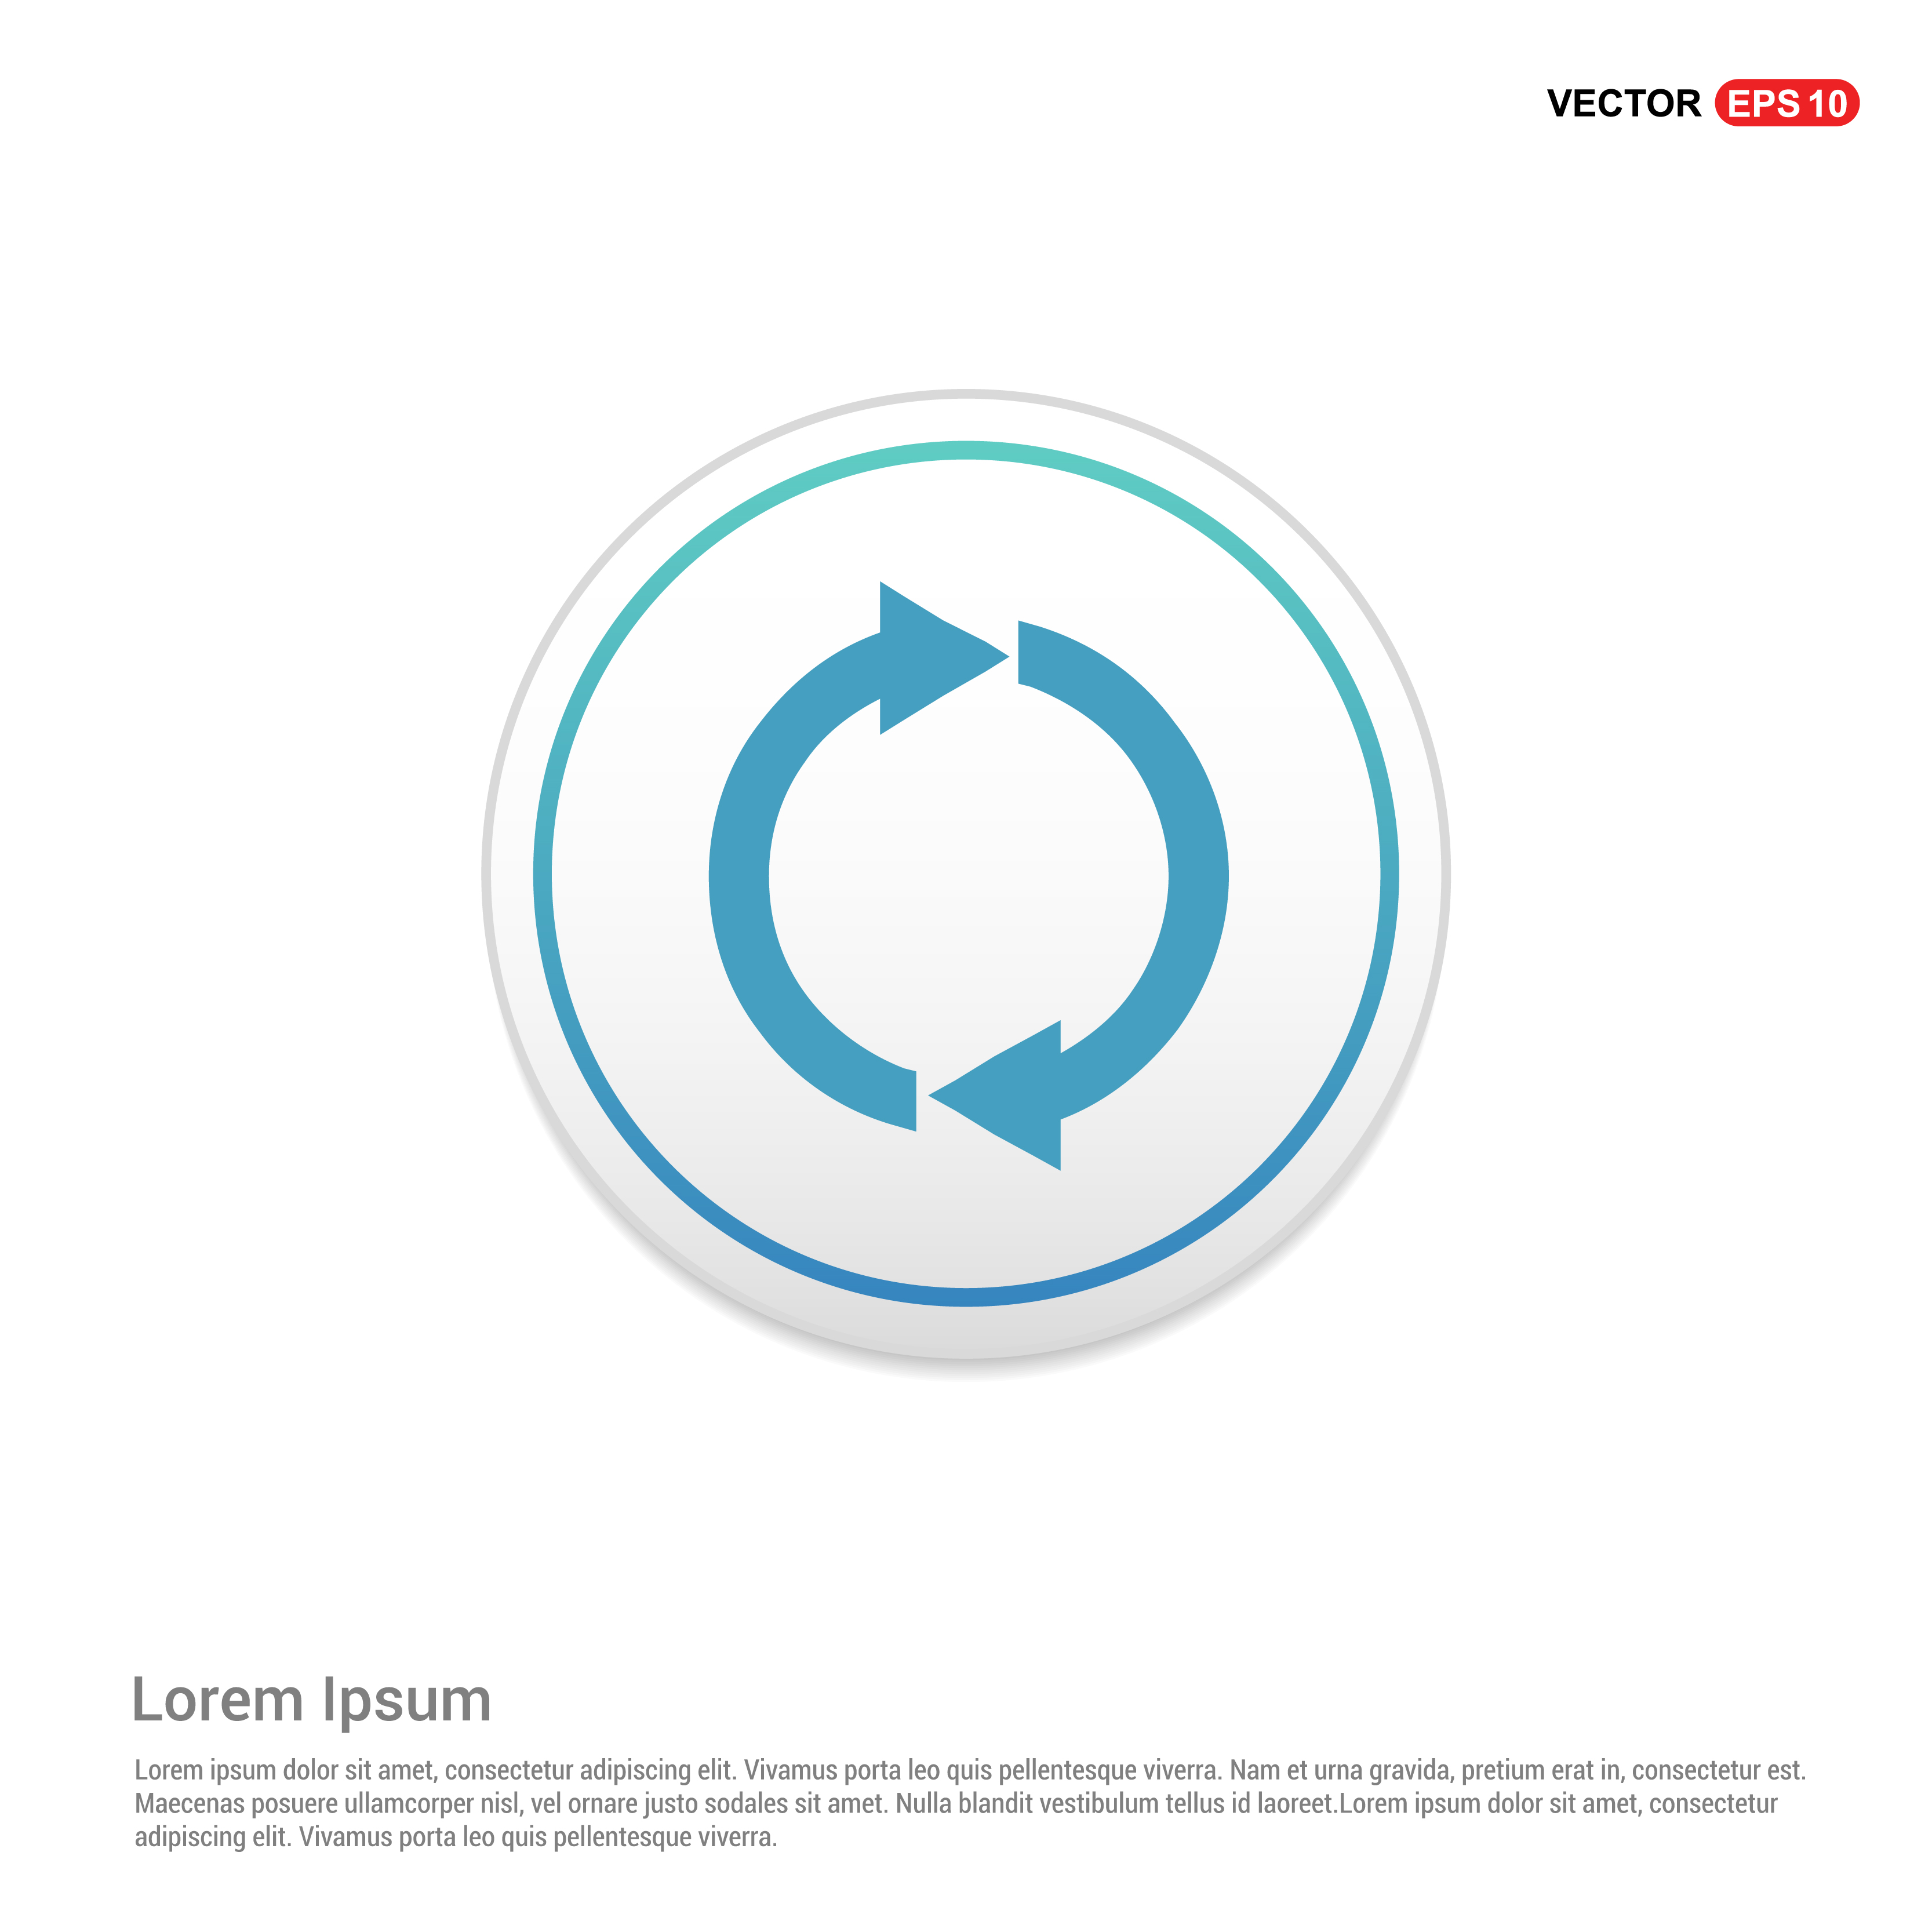 VECTOR EPS 10
Lorem Ipsum
Lorem ipsum dolor sit amet, consectetur adipiscing elit. Vivamus porta leo quis pellentesque viverra. Nam et urna gravida, pretium erat in, consectetur est.
Maecenas posuere ullamcorper nisl, vel ornare justo sodales sit amet. Nulla blandit vestibulum tellus id laoreet.Lorem ipsum dolor sit amet, consectetur
adipiscing elit. Vivamus porta leo quis pellentesque viverra.